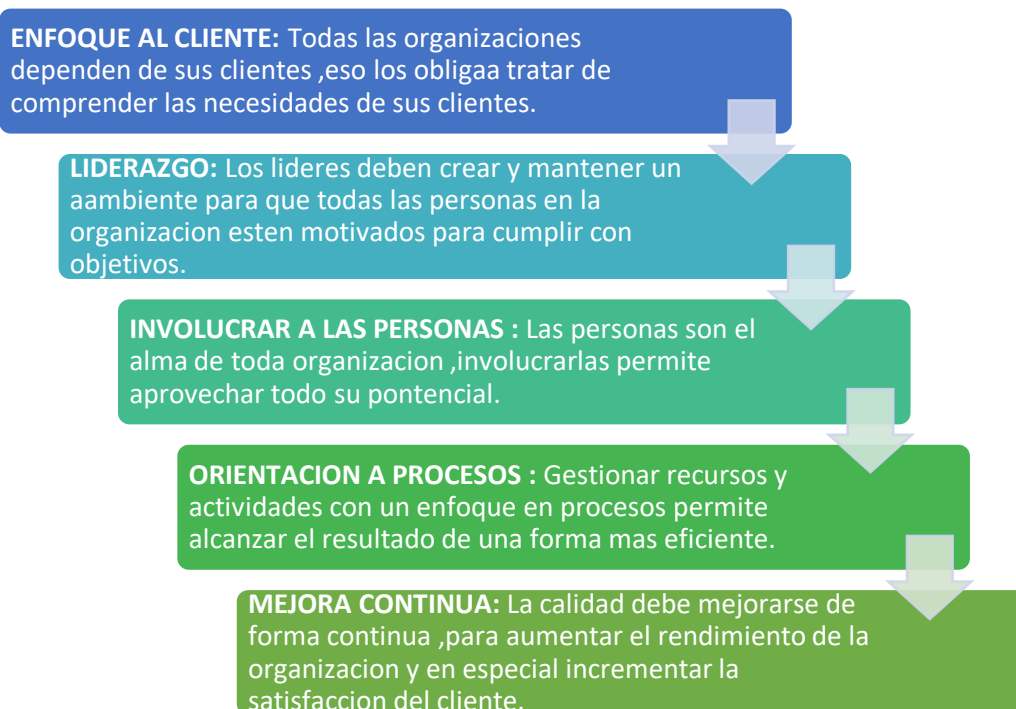 ENFOQUE AL CLIENTE: Todas las organizaciones
dependen de sus clientes ,eso los obligaa tratar de
comprender las necesidades de sus clientes.
LIDERAZGO: Los lideres deben crear y mantener un
aambiente para que todas las personas en la
organizacion esten motivados para cumplir con
objetivos.
INVOLUCRAR A LAS PERSONAS : Las personas son el
alma de toda organizacion ,involucrarlas permite
aprovechar todo su pontencial.
ORIENTACION A PROCESOS : Gestionar recursos y
actividades con un enfoque en procesos permite
alcanzar el resultado de una forma mas eficiente.
MEJORA CONTINUA: La calidad debe mejorarse de
forma continua ,para aumentar el rendimiento de la
organizacion y en especial incrementar la
satisfaccion del cliente.